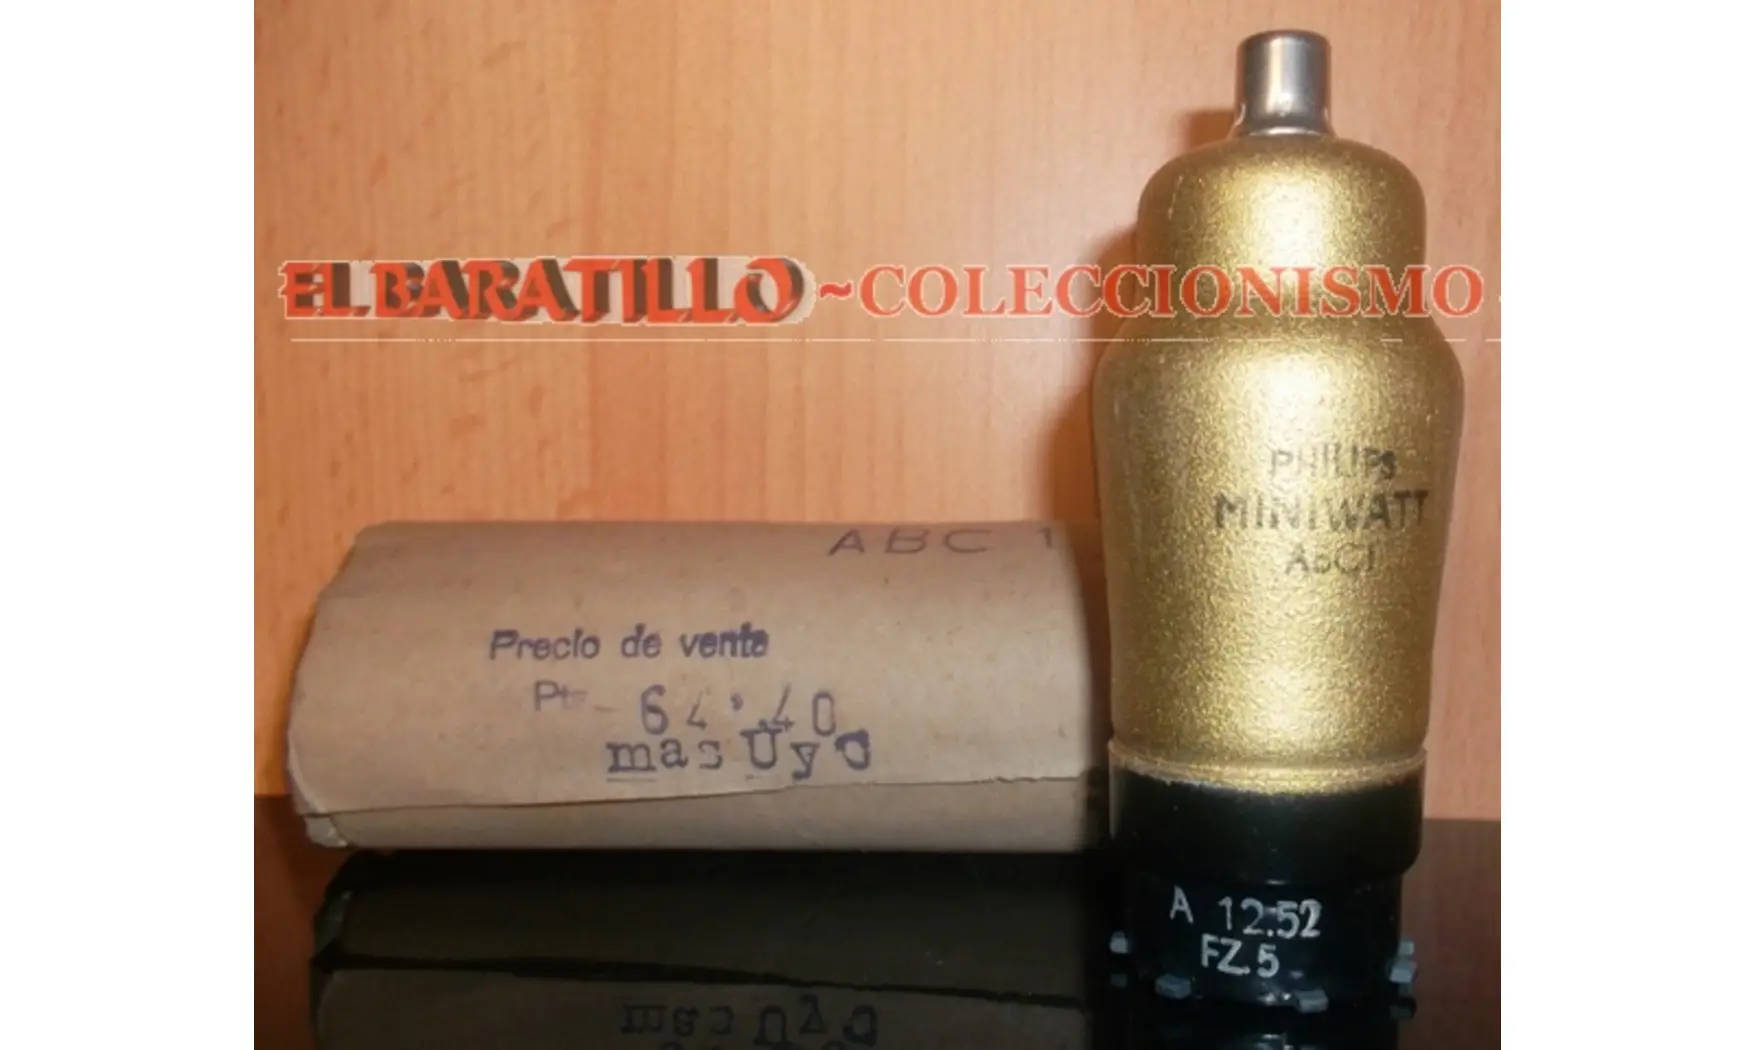 EL BARATILLO ~COLECCIONISMO
PHILIPS
MINIWATT
ABC1
ABC 1
Precio de venta
Pts 64'40
mas Uyc
A 12.52
FZ.5